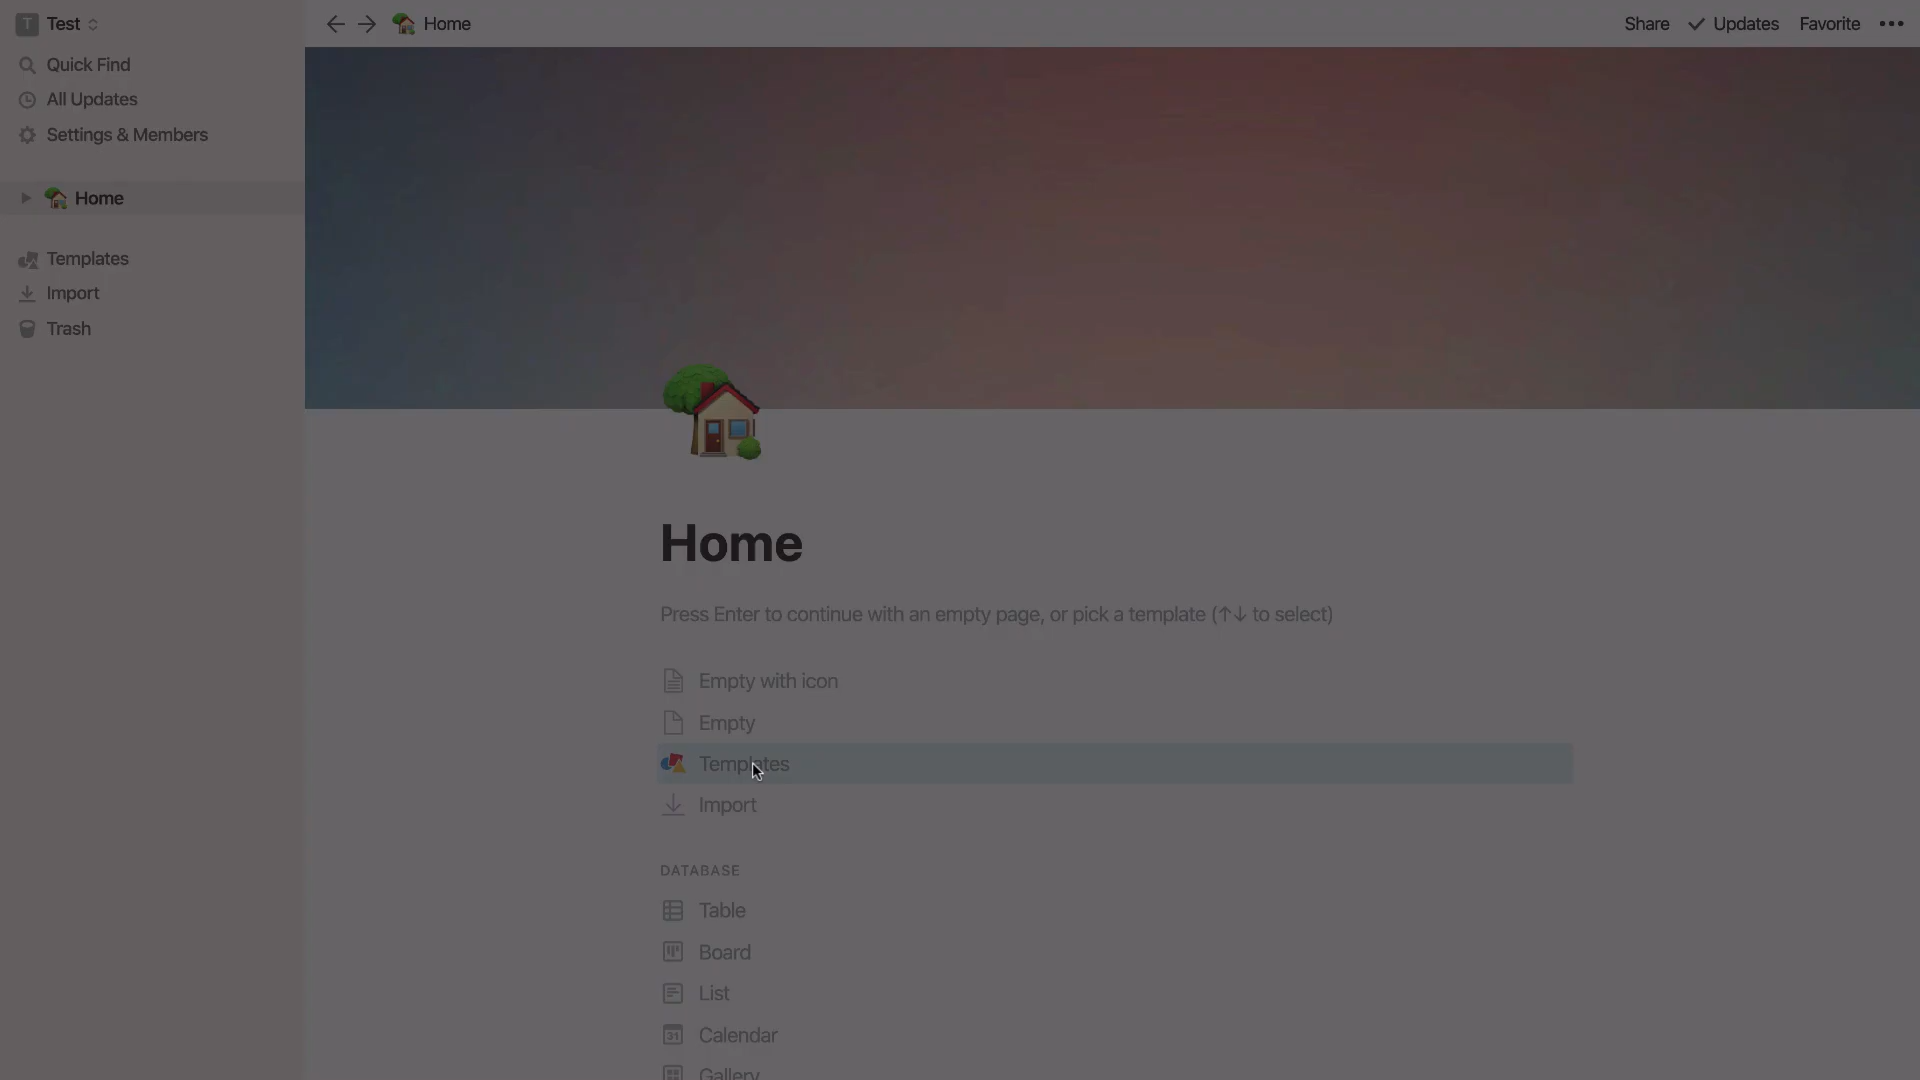 T Test
Quick Find
All Updates
Settings & Members
Home
Templates
Import
Trash
Home
Share
Updates
Favorite
Home
Press Enter to continue with an empty page, or pick a template (↑↓ to select)
Empty with icon
Empty
Templates
Import
DATABASE
Table
Board
List
31 Calendar
Gallery